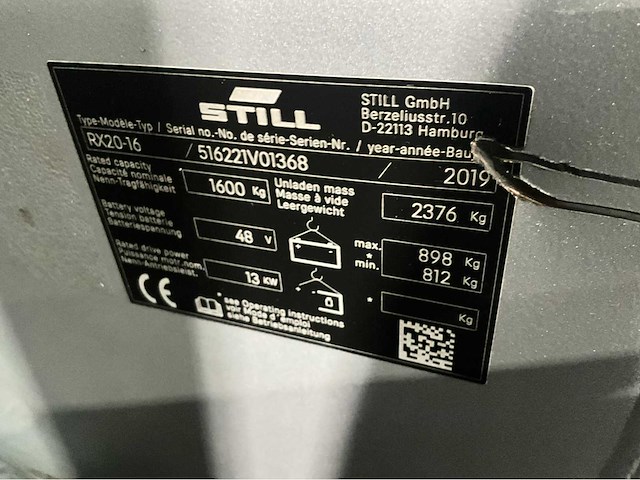 STILL
STILL GmbH
Berzeliusstr.10
D-22113 Hamburg
Type-Modèle-Typ / Serial no.-No. de série-Serien-Nr. / year-année-Bauj
RX20-16 / 516221V01368 / 2019
Rated capacity
Capacité nominale
Nenn-Tragfähigkeit
1600 Kg
Unladen mass
Masse à vide
Leergewicht
2376 Kg
Battery voltage
Tension batterie
Batteriespannung
48 V
max. 898 Kg
*
min. 812 Kg
Rated drive power
Puissance motr. nom.
Nenn-Antriebsleist.
13 KW
* Kg
CE
* see Operating instructions
voir Mode d'emploi
siehe Betriebsanleitung